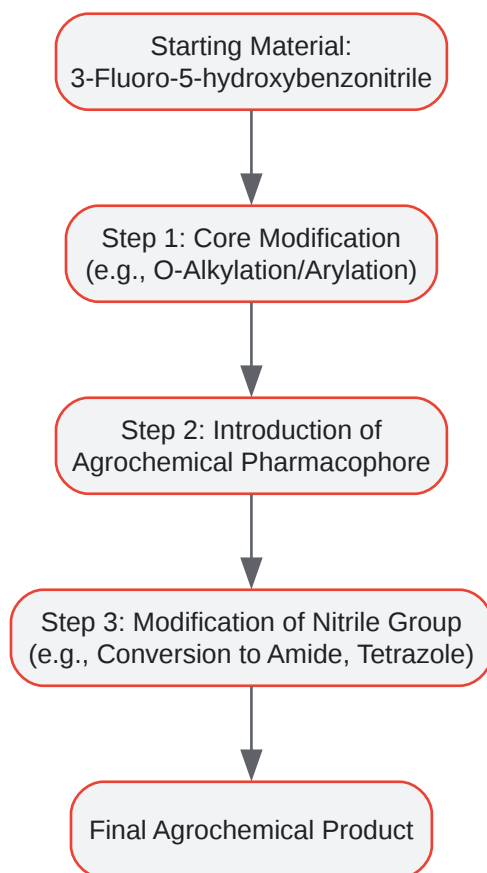 Starting Material:
3-Fluoro-5-hydroxybenzonitrile
Step 1: Core Modification
(e.g., O-Alkylation/Arylation)
Step 2: Introduction of
Agrochemical Pharmacophore
Step 3: Modification of Nitrile Group
(e.g., Conversion to Amide, Tetrazole)
Final Agrochemical Product